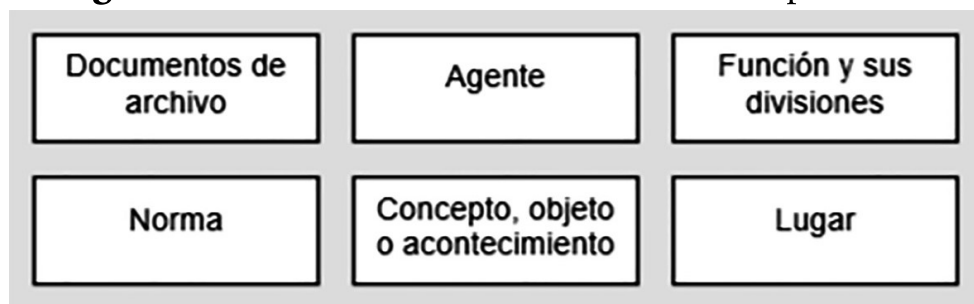 Documentos de
archivo
Agente
Función y sus
divisiones
Norma
Concepto, objeto
o acontecimiento
Lugar